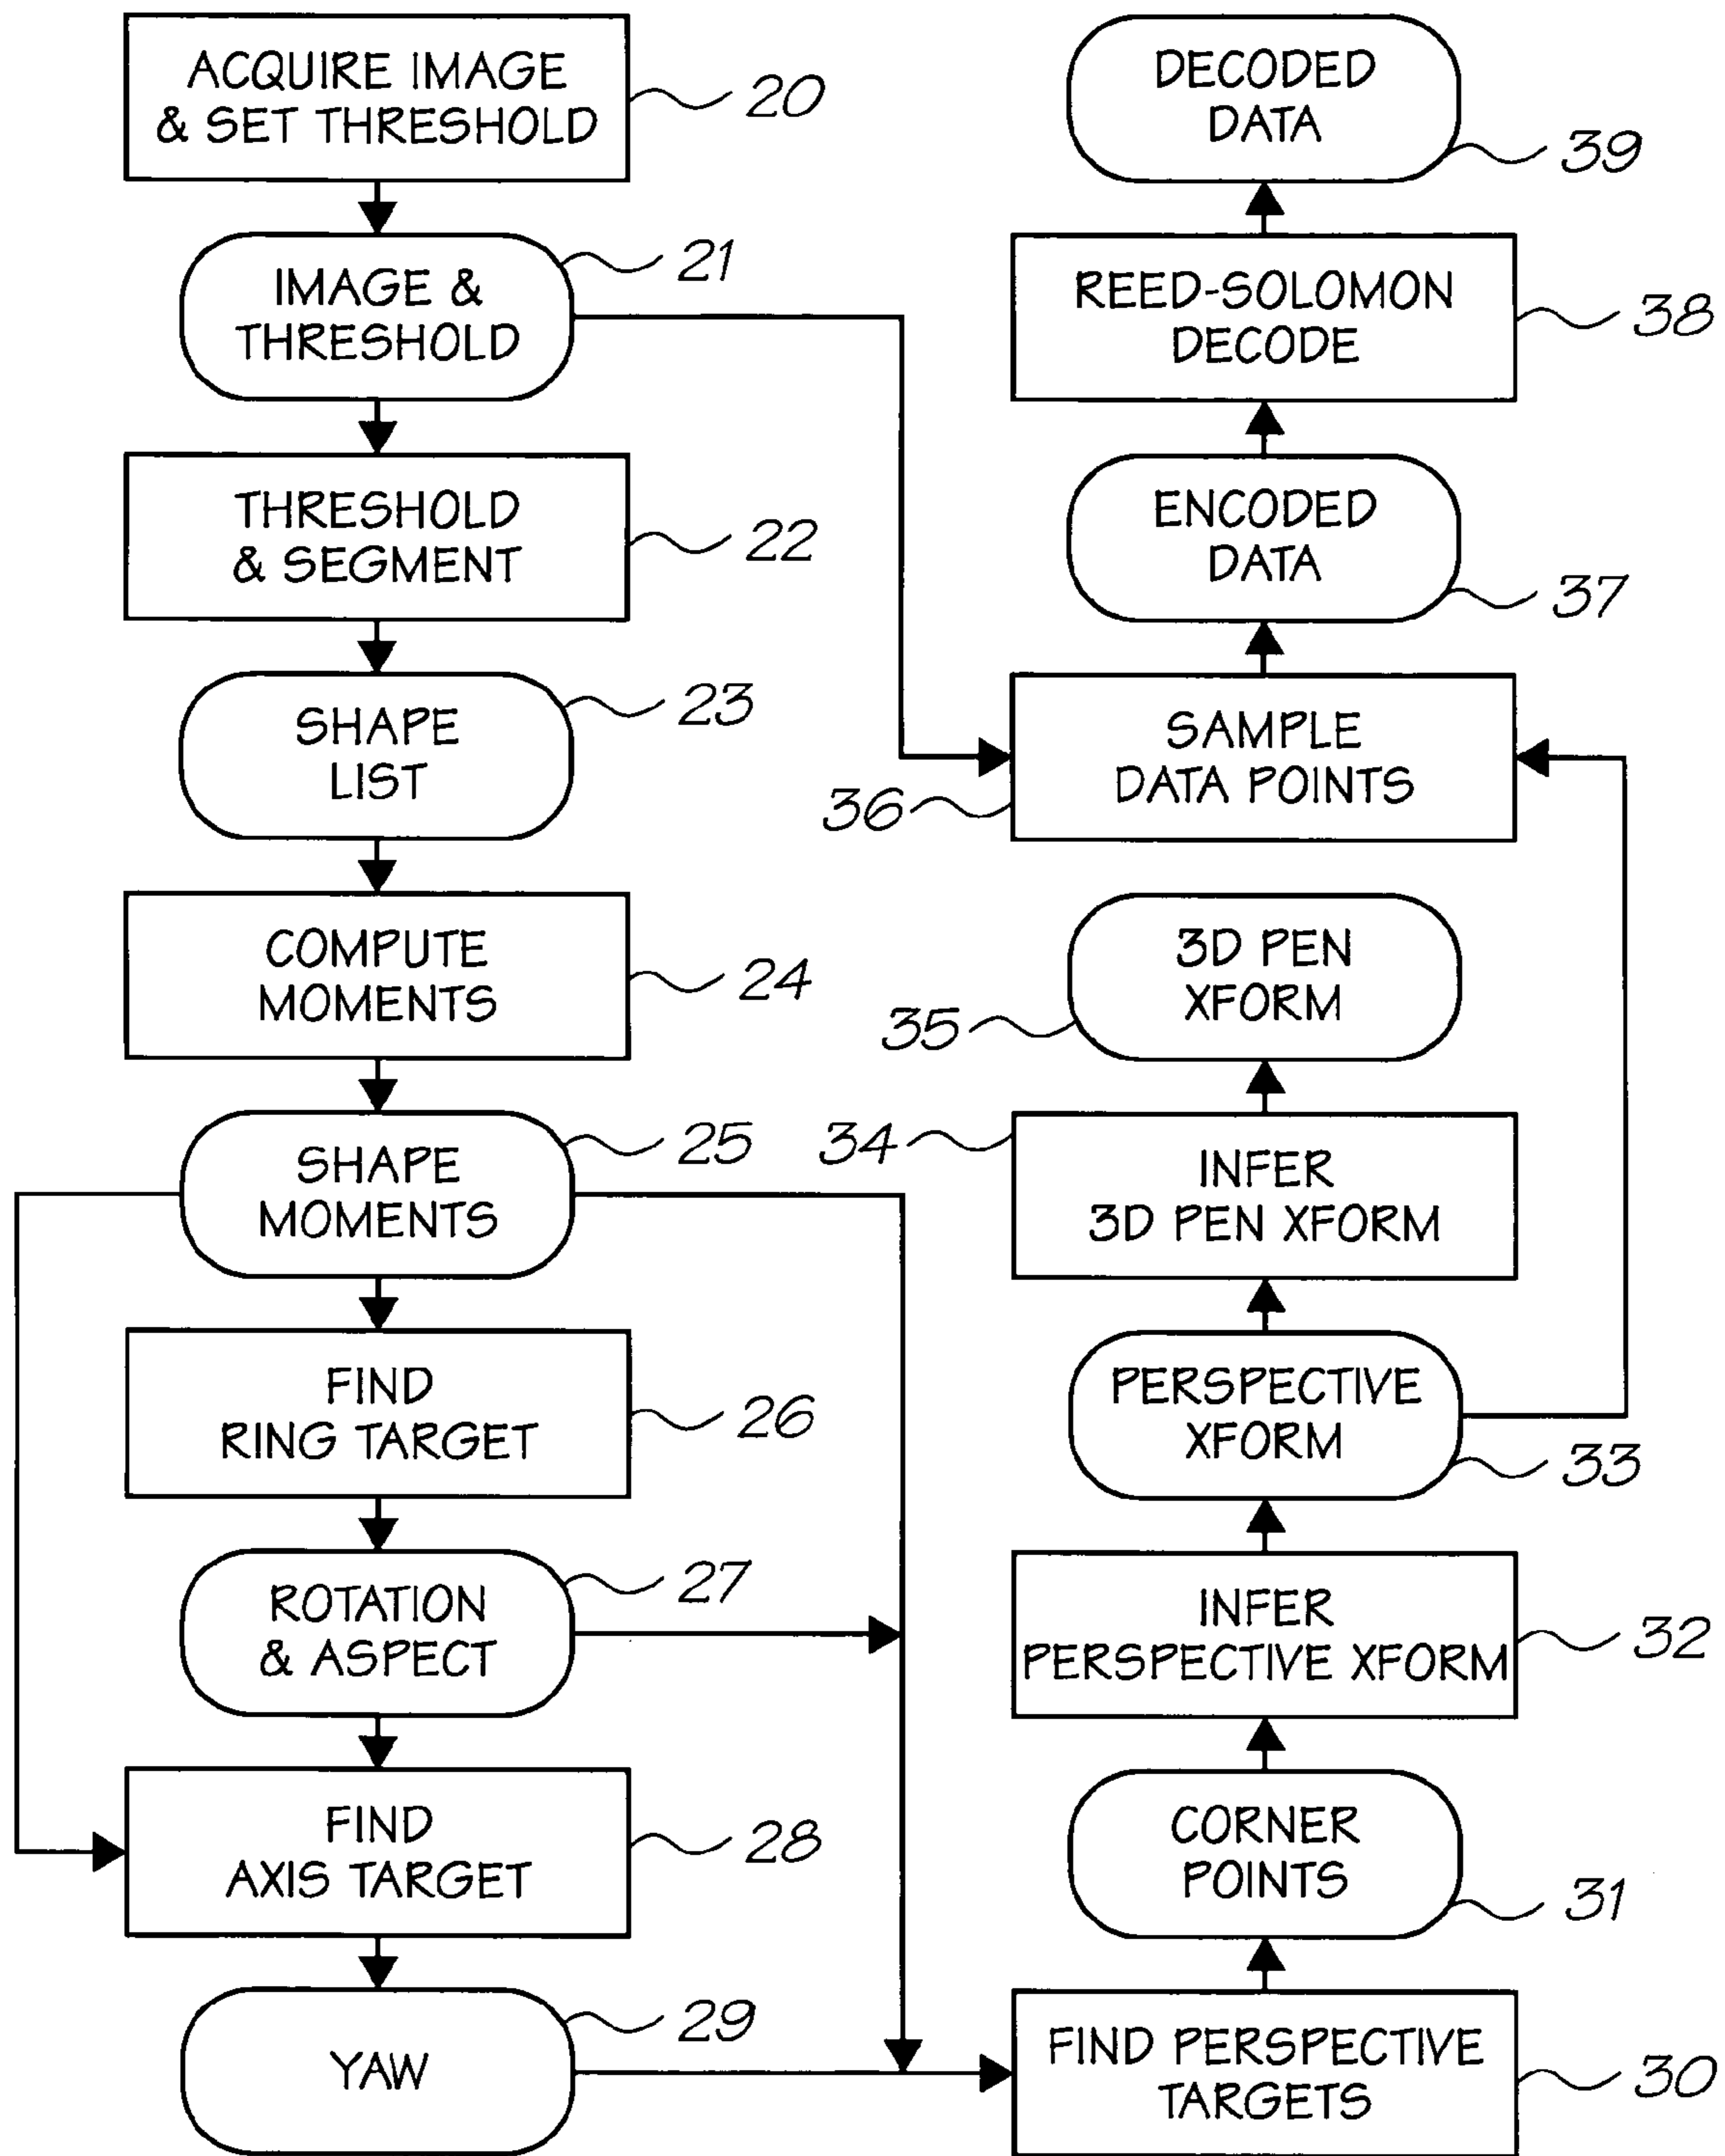 ACQUIRE IMAGE
& SET THRESHOLD
20
IMAGE &
THRESHOLD
21
THRESHOLD
& SEGMENT
22
SHAPE
LIST
23
COMPUTE
MOMENTS
24
SHAPE
MOMENTS
25
FIND
RING TARGET
26
ROTATION
& ASPECT
27
FIND
AXIS TARGET
28
YAW
29
DECODED
DATA
39
REED-SOLOMON
DECODE
38
ENCODED
DATA
37
SAMPLE
DATA POINTS
36
3D PEN
XFORM
35
INFER
3D PEN XFORM
34
PERSPECTIVE
XFORM
33
INFER
PERSPECTIVE XFORM
32
CORNER
POINTS
31
FIND PERSPECTIVE
TARGETS
30